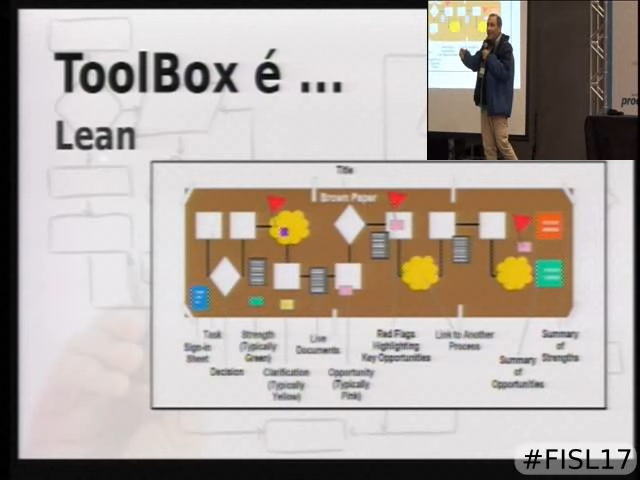 ToolBox é ...
Lean
Title
Brown Paper
Task
Sign-in
Sheet
Decision
Strength
(Typically
Green)
Clarification
(Typically
Yellow)
Live
Documents
Opportunity
(Typically
Pink)
Red Flags
Highlighting
Key Opportunities
Link to Another
Process
Summary
of
Opportunities
Summary
of
Strengths
#FISL17